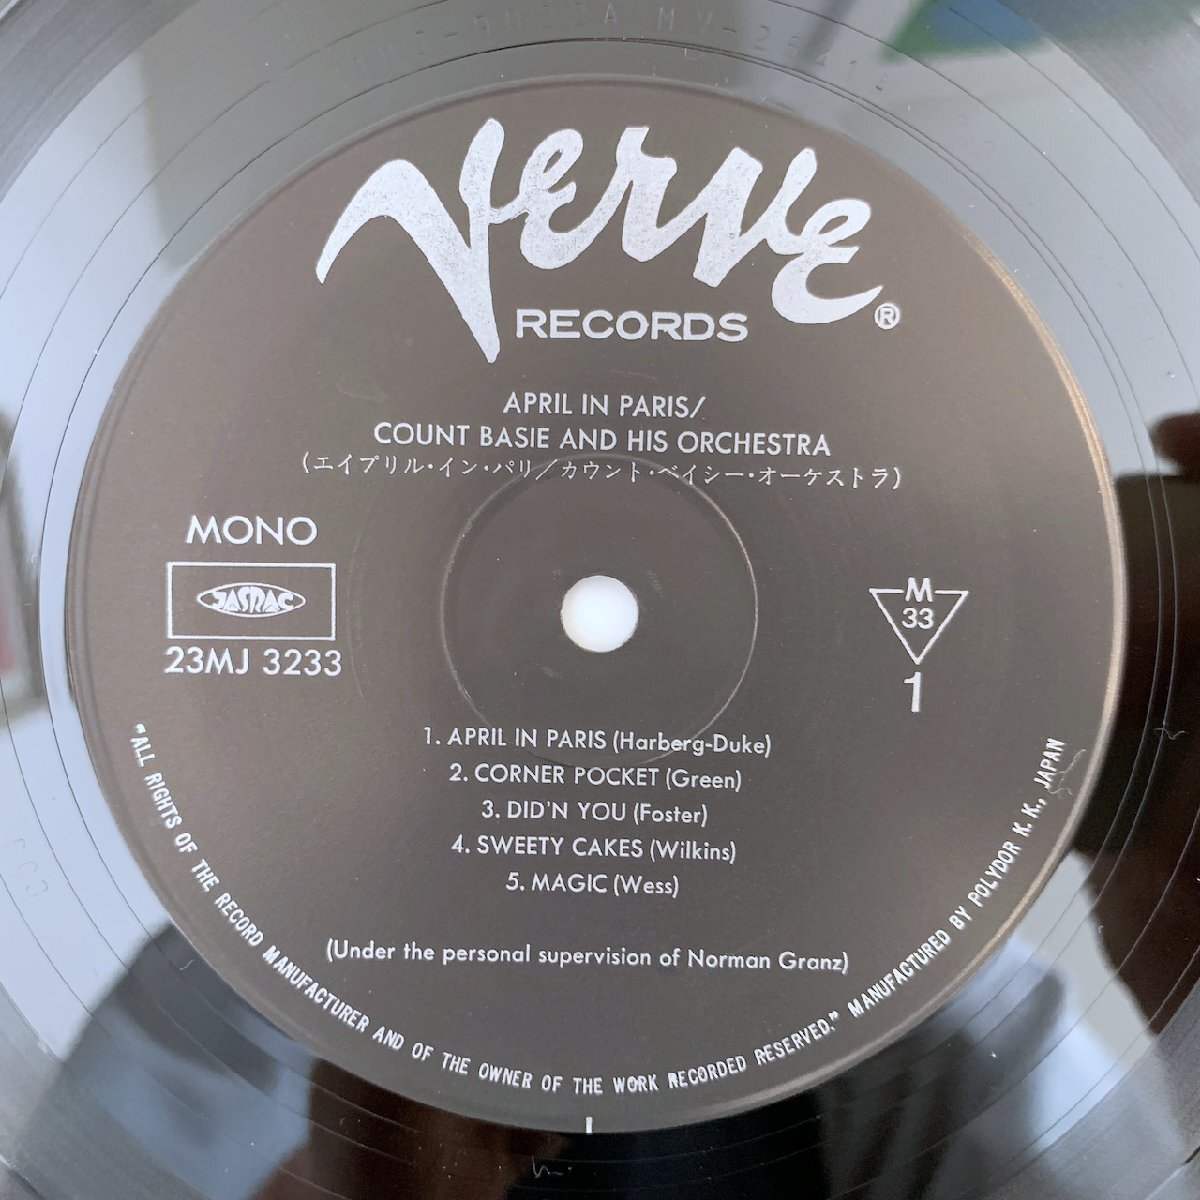 Verve
RECORDS ®
APRIL IN PARIS/
COUNT BASIE AND HIS ORCHESTRA
(エイプリル・イン・パリ／カウント・ベイシー・オーケストラ)
MONO
JASRAC
23MJ 3233
M
33
1
1. APRIL IN PARIS (Harberg-Duke)
2. CORNER POCKET (Green)
3. DID'N YOU (Foster)
4. SWEETY CAKES (Wilkins)
5. MAGIC (Wess)
(Under the personal supervision of Norman Granz)
"ALL RIGHTS OF THE RECORD MANUFACTURER AND OF THE OWNER OF THE WORK RECORDED RESERVED." MANUFACTURED BY POLYDOR K. K., JAPAN